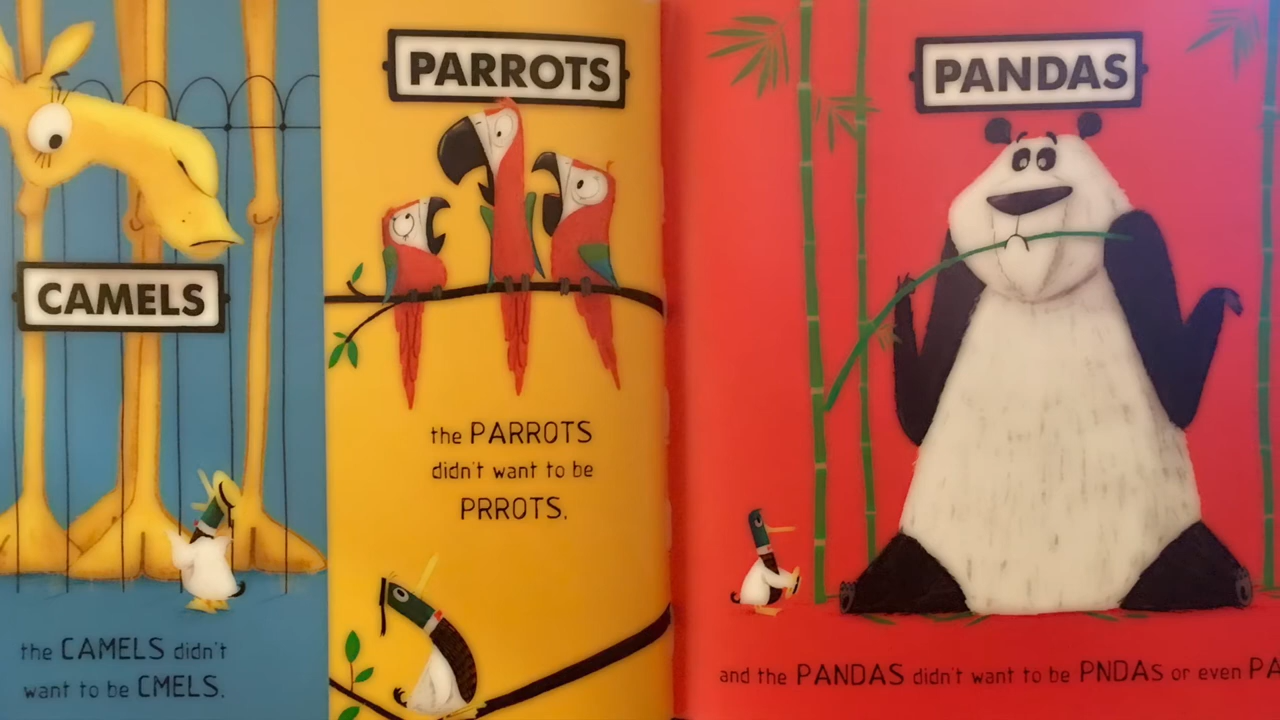 CAMELS
the CAMELS didn't
want to be CMELS.
PARROTS
the PARROTS
didn't want to be
PRROTS.
PANDAS
and the PANDAS didn't want to be PNDAS or even PA